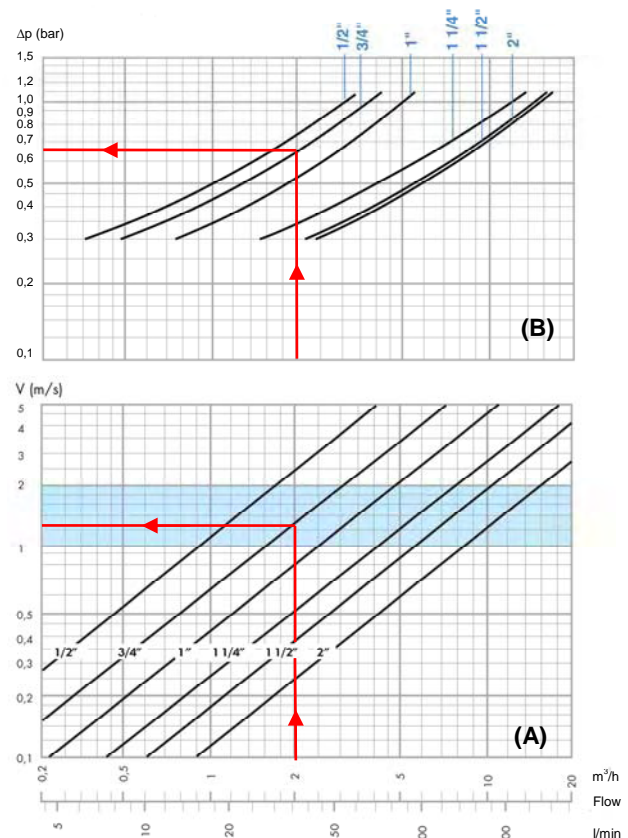 Δp (bar)
1/2" 3/4" 1" 1 1/4" 1 1/2" 2"
1,5
1,2
1,0
0,9
0,8
0,7
0,6
0,5
0,4
0,3
0,2
0,1
(B)
V (m/s)
5
4
3
2
1
0,5
0,4
0,3
0,2
0,1
1/2" 3/4" 1" 1 1/4" 1 1/2" 2"
(A)
0,2 0,5 1 2 5 10 20 m³/h
Flow
5 10 20 50 00 00 l/min